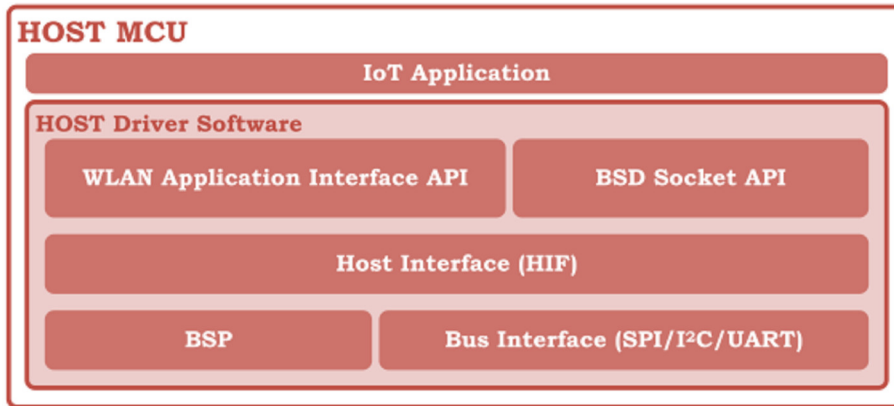 HOST MCU
IoT Application
HOST Driver Software
WLAN Application Interface API
BSD Socket API
Host Interface (HIF)
BSP
Bus Interface (SPI/I²C/UART)